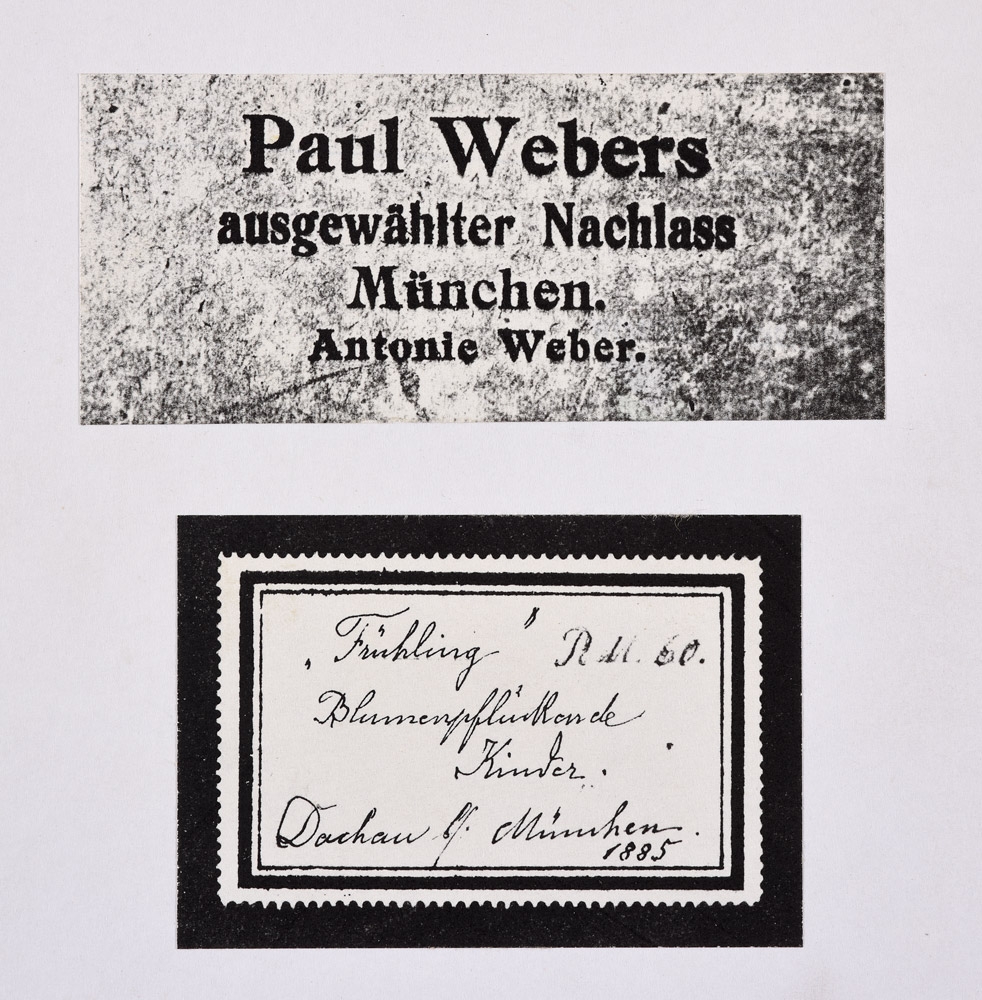 Paul Webers
ausgewählter Nachlass
München.
Antonie Weber.
„Frühling" R.M. 60.
Blumenpflückende
Kinder.
Dachau b/. München.
1885